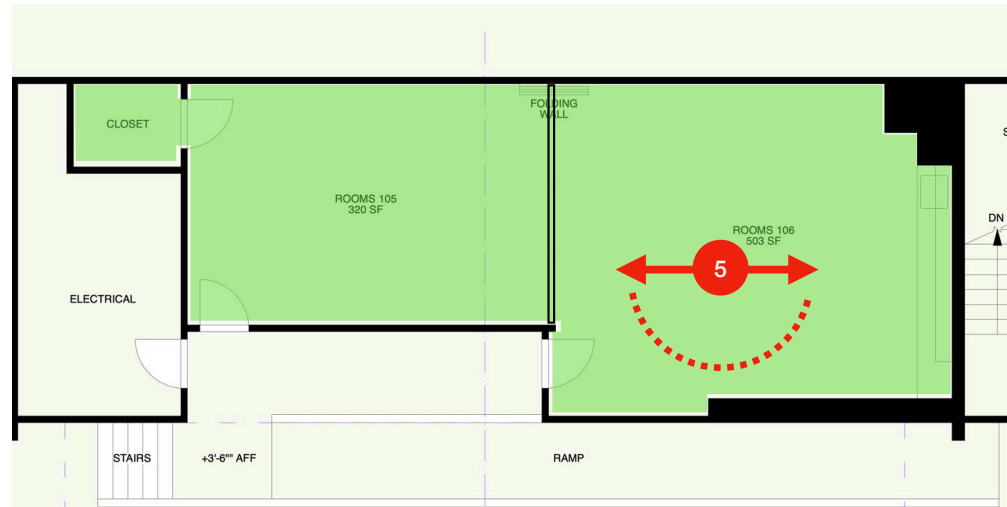 CLOSET
FOLDING
WALL
S
ROOMS 105
320 SF
DN
ROOMS 106
503 SF
5
ELECTRICAL
STAIRS
+3'-6"" AFF
RAMP